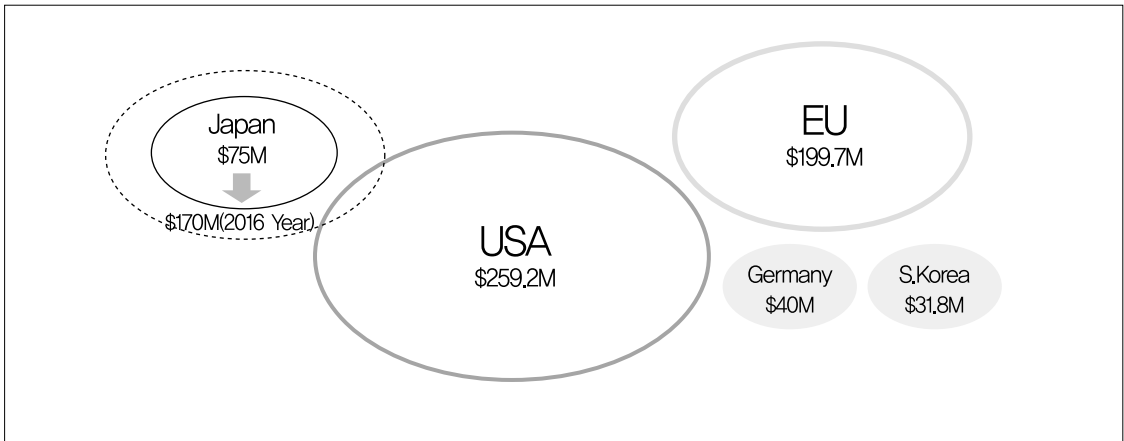 Japan
$75M
$170M(2016 Year)
USA
$259.2M
EU
$199.7M
Germany
$40M
S.Korea
$31.8M